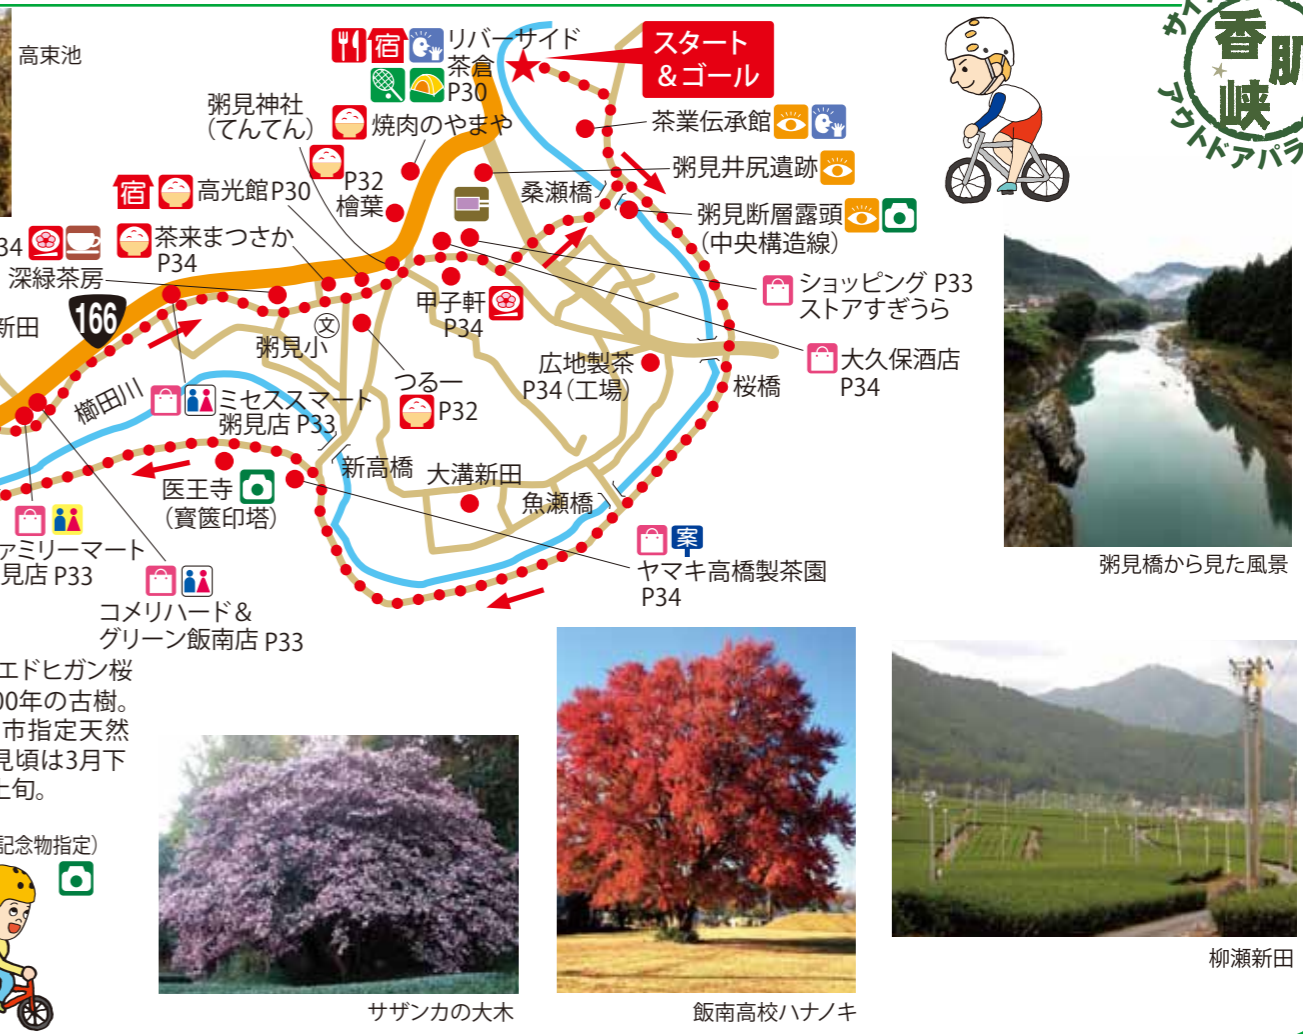 高束池
リバーサイド
茶倉
P30
スタート
＆ゴール
香肌峡
アウトドアパラ
粥見神社
（てんてん）
焼肉のやまや
茶業伝承館
粥見井尻遺跡
P32
檜葉
桑瀬橋
宿
高光館P30
粥見断層露頭
（中央構造線）
茶来まつさか
P34
34
深緑茶房
ショッピング P33
ストアすぎうら
甲子軒
P34
166
新田
文
粥見小
広地製茶
P34（工場）
大久保酒店
P34
桜橋
つるー
P32
櫛田川
ミセススマート
粥見店 P33
新高橋
大溝新田
魚瀬橋
医王寺
（寳篋印塔）
案
ヤマキ高橋製茶園
P34
ァミリーマート
見店 P33
コメリハード＆
グリーン飯南店 P33
粥見橋から見た風景
エドヒガン桜
00年の古樹。
市指定天然
見頃は3月下
上旬。
記念物指定）
サザンカの大木
飯南高校ハナノキ
柳瀬新田